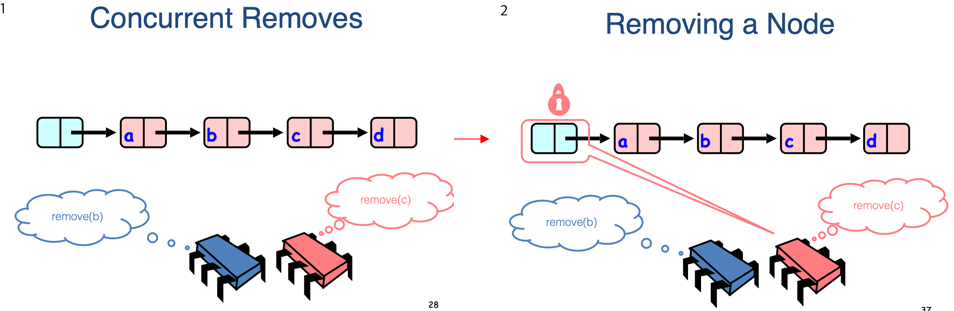 1
Concurrent Removes
a
b
c
d
remove(b)
remove(c)
28
2
Removing a Node
a
b
c
d
remove(b)
remove(c)
37